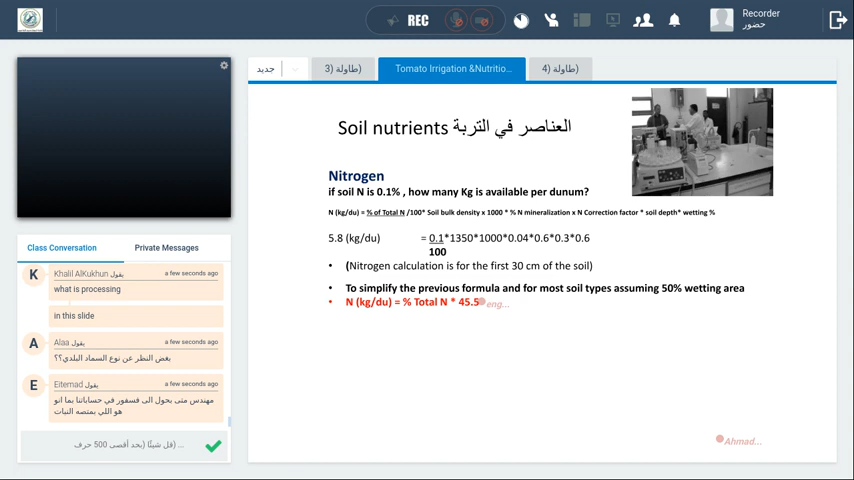 REC
Recorder
حضور
جديد
طاولة 3)
Tomato Irrigation &Nutritio...
طاولة 4)
Soil nutrients العناصر في التربة
Nitrogen
if soil N is 0.1% , how many Kg is available per dunum?
N (kg/du) = % of Total N /100* Soil bulk density x 1000 * % N mineralization x N Correction factor * soil depth* wetting %
5.8 (kg/du) = 0.1*1350*1000*0.04*0.6*0.3*0.6
100
• (Nitrogen calculation is for the first 30 cm of the soil)
• To simplify the previous formula and for most soil types assuming 50% wetting area
• N (kg/du) = % Total N * 45.5
eng...
Ahmad...
Class Conversation
Private Messages
K
Khalil AlKukhun يقول
a few seconds ago
what is processing
in this slide
A
Alaa يقول
a few seconds ago
بغض النظر عن نوع السماد البلدي؟؟
E
Eitemad يقول
a few seconds ago
مهندس متى بحول الى فسفور في حساباتنا بما انو
هو اللي بمتصه النبات
قل شيئًا (بحد أقصى 500 حرف) ...